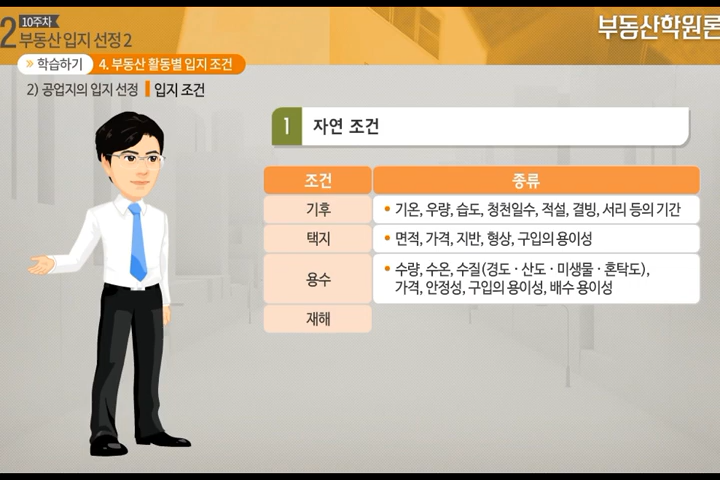 10주차
2
부동산 입지 선정 2
부동산학원론
» 학습하기
4. 부동산 활동별 입지 조건
2) 공업지의 입지 선정 입지 조건
1 자연 조건
조건 종류
기후 • 기온, 우량, 습도, 청천일수, 적설, 결빙, 서리 등의 기간
택지 • 면적, 가격, 지반, 형상, 구입의 용이성
용수 • 수량, 수온, 수질(경도 · 산도 · 미생물 · 혼탁도),
가격, 안정성, 구입의 용이성, 배수 용이성
재해